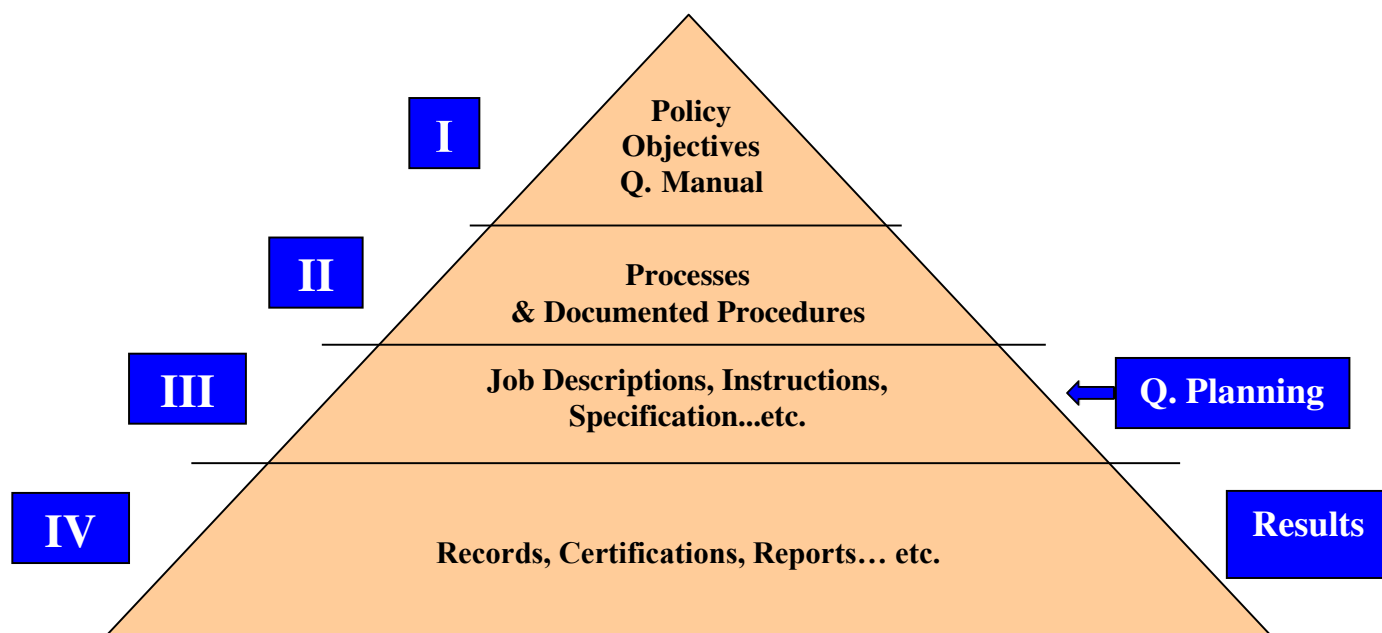 I
Policy
Objectives
Q. Manual
II
Processes
& Documented Procedures
III
Job Descriptions, Instructions,
Specification...etc.
Q. Planning
IV
Records, Certifications, Reports… etc.
Results